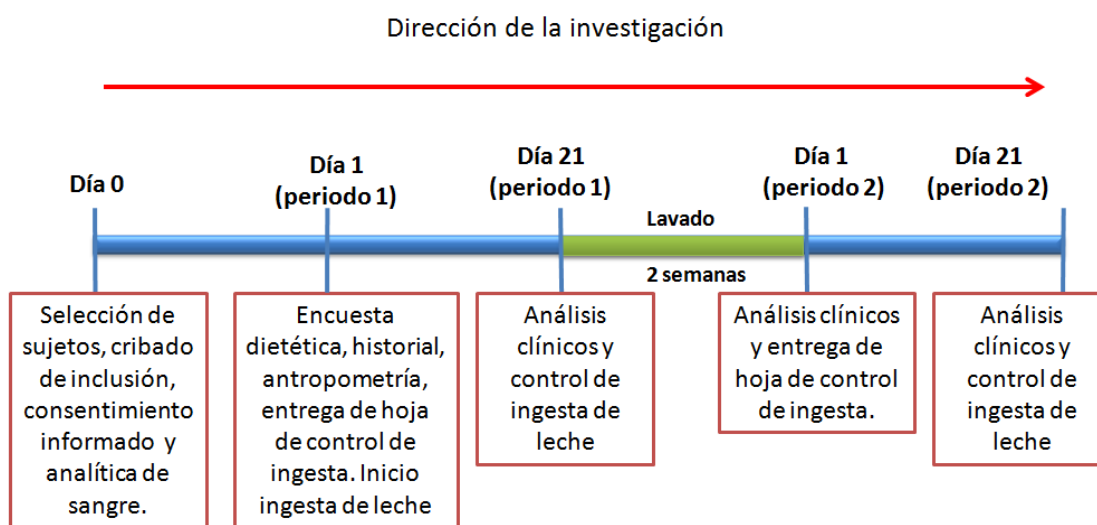 Dirección de la investigación
Día 0
Día 1
(periodo 1)
Día 21
(periodo 1)
Día 1
(periodo 2)
Día 21
(periodo 2)
Lavado
2 semanas
Selección de
sujetos, cribado
de inclusión,
consentimiento
informado y
analítica de
sangre.
Encuesta
dietética, historial,
antropometría,
entrega de hoja
de control de
ingesta. Inicio
ingesta de leche
Análisis
clínicos y
control de
ingesta de
leche
Análisis clínicos
y entrega de
hoja de control
de ingesta.
Análisis
clínicos y
control de
ingesta de
leche